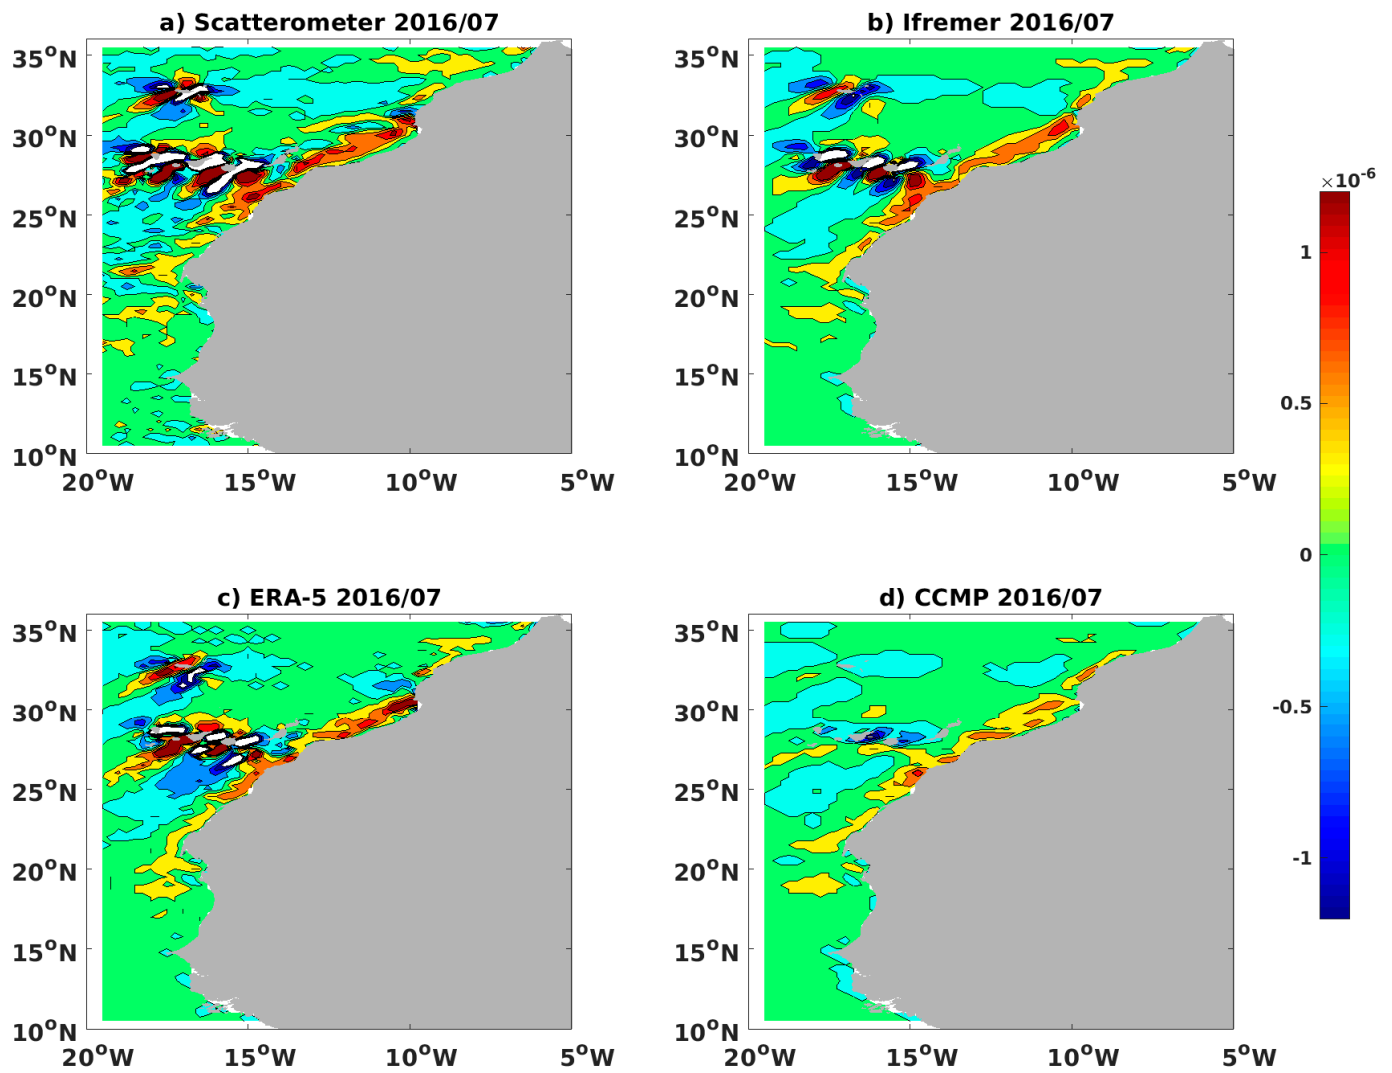 a) Scatterometer 2016/07
35°N
30°N
25°N
20°N
15°N
10°N
20°W 15°W 10°W 5°W
b) Ifremer 2016/07
35°N
30°N
25°N
20°N
15°N
10°N
20°W 15°W 10°W 5°W
×10⁻⁶
1
0.5
0
-0.5
-1
c) ERA-5 2016/07
35°N
30°N
25°N
20°N
15°N
10°N
20°W 15°W 10°W 5°W
d) CCMP 2016/07
35°N
30°N
25°N
20°N
15°N
10°N
20°W 15°W 10°W 5°W